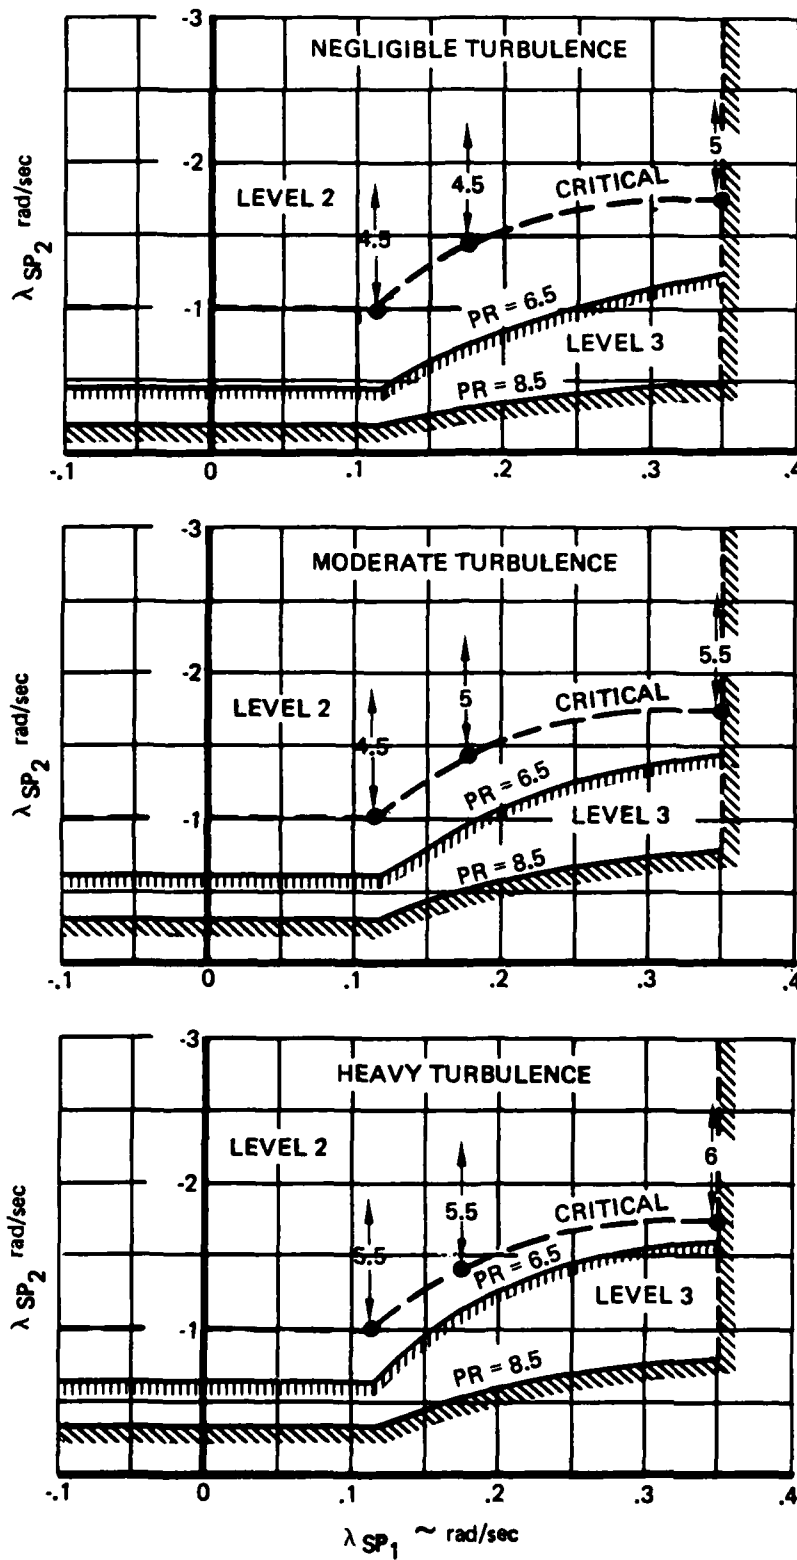 -3
NEGLIGIBLE TURBULENCE
5
-2
4.5
CRITICAL
LEVEL 2
4.5
λSP2 rad/sec
-1
PR = 6.5
LEVEL 3
PR = 8.5
-.1 0 .1 .2 .3 .4
-3
MODERATE TURBULENCE
5.5
-2
5
CRITICAL
LEVEL 2
4.5
λSP2 rad/sec
-1
PR = 6.5
LEVEL 3
PR = 8.5
-.1 0 .1 .2 .3 .4
-3
HEAVY TURBULENCE
LEVEL 2
6
-2
5.5
CRITICAL
5.5
λSP2 rad/sec
PR = 6.5
LEVEL 3
-1
PR = 8.5
-.1 0 .1 .2 .3 .4
λSP1 ~ rad/sec